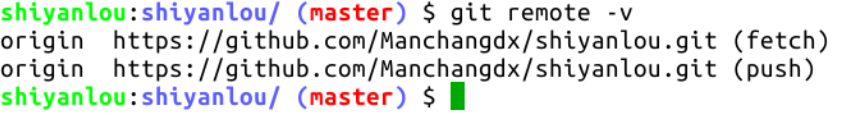 shiyanlou:shiyanlou/ (master) $ git remote -v
origin  https://github.com/Manchangdx/shiyanlou.git (fetch)
origin  https://github.com/Manchangdx/shiyanlou.git (push)
shiyanlou:shiyanlou/ (master) $